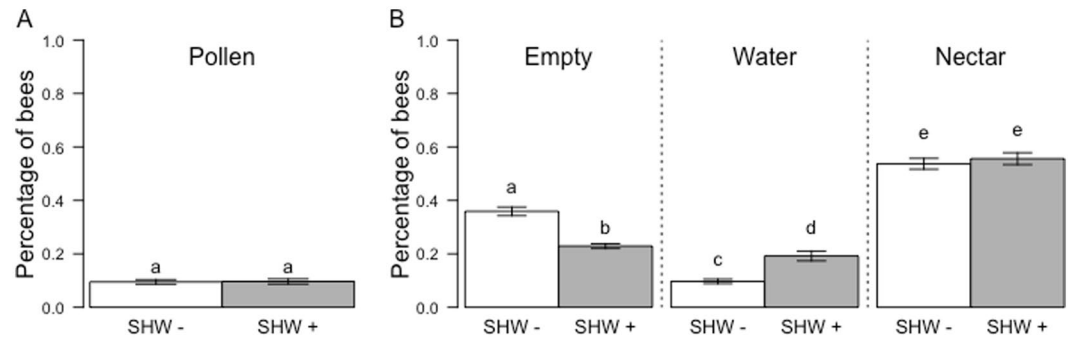 A
B
Pollen
Empty
Water
Nectar
Percentage of bees
1.0
0.8
0.6
0.4
0.2
0.0
a
a
SHW -
SHW +
Percentage of bees
1.0
0.8
0.6
0.4
0.2
0.0
a
b
c
d
e
e
SHW -
SHW +
SHW -
SHW +
SHW -
SHW +